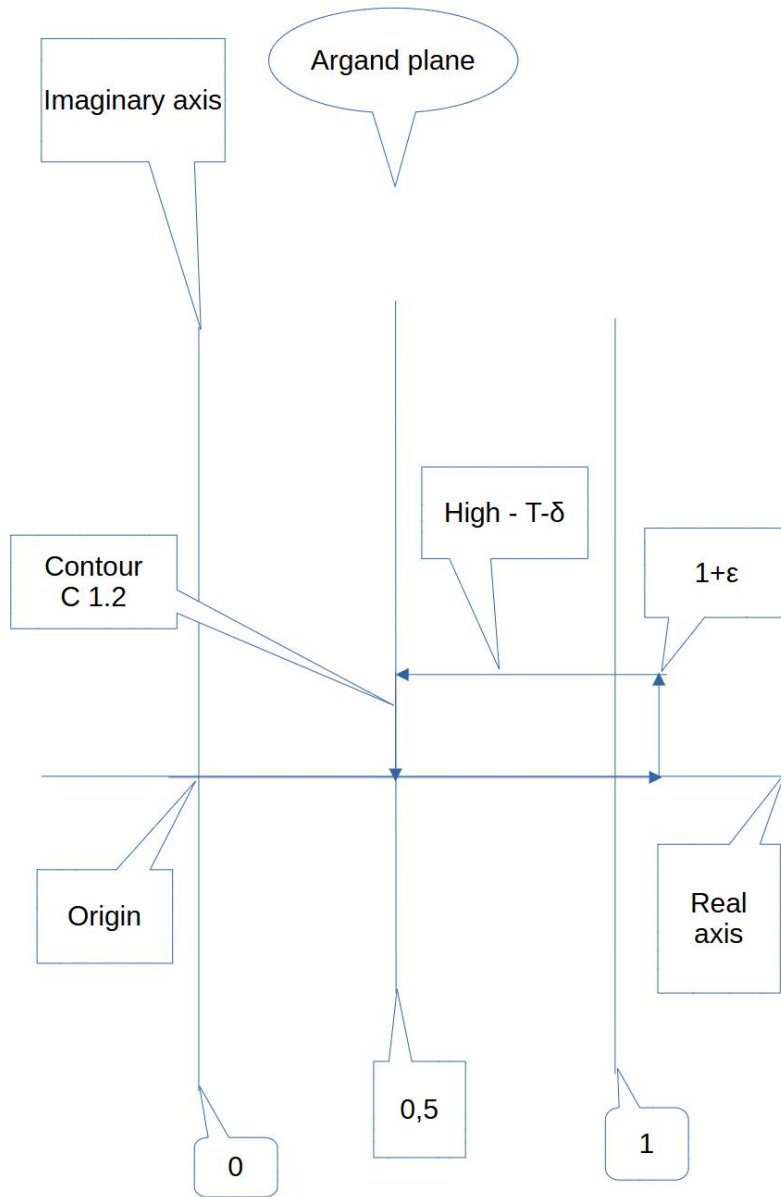 Argand plane
Imaginary axis
High - T-δ
Contour
C 1.2
1+ε
Origin
Real
axis
0,5
1
0